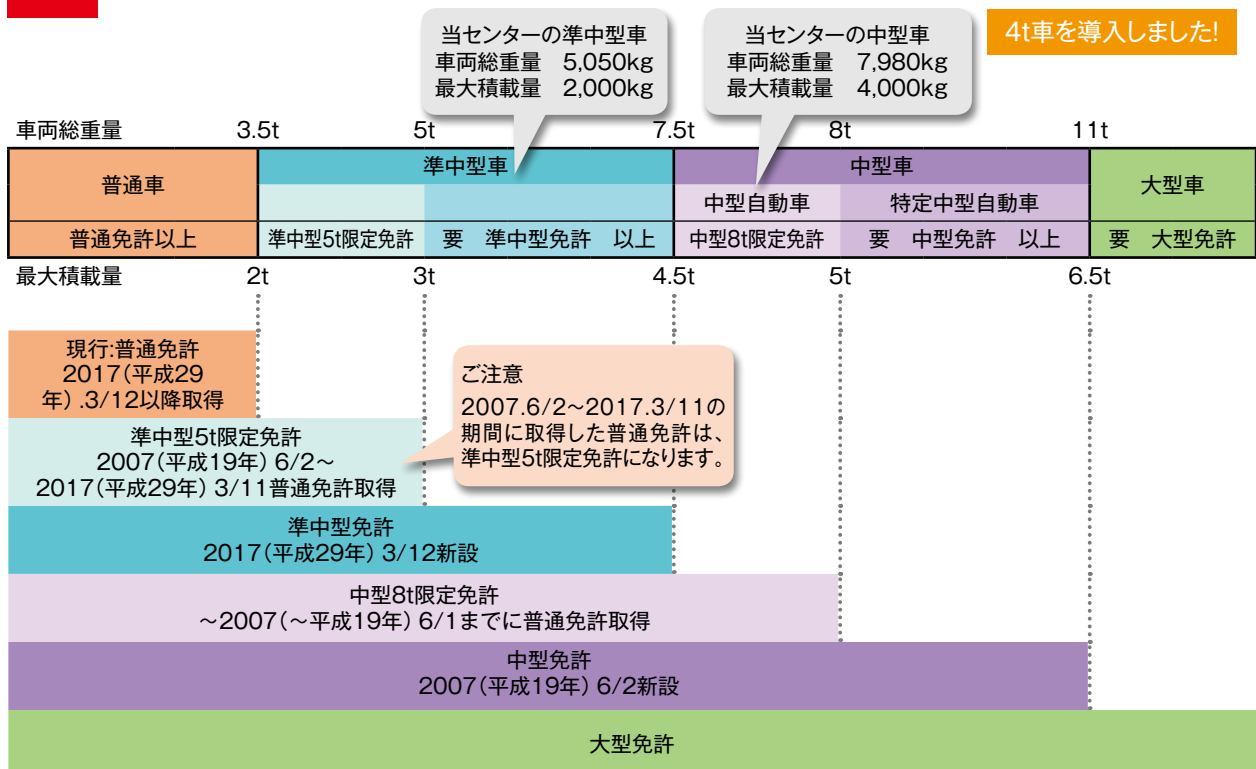 当センターの準中型車
車両総重量 5,050kg
最大積載量 2,000kg
当センターの中型車
車両総重量 7,980kg
最大積載量 4,000kg
4t車を導入しました!
車両総重量 3.5t 5t 7.5t 8t 11t
普通車 準中型車 中型車 大型車
中型自動車 特定中型自動車
普通免許以上 準中型5t限定免許 要 準中型免許 以上 中型8t限定免許 要 中型免許 以上 要 大型免許
最大積載量 2t 3t 4.5t 5t 6.5t
現行:普通免許
2017(平成29
年) .3/12以降取得
ご注意
2007.6/2~2017.3/11の
期間に取得した普通免許は、
準中型5t限定免許になります。
準中型5t限定免許
2007(平成19年) 6/2~
2017(平成29年) 3/11普通免許取得
準中型免許
2017(平成29年) 3/12新設
中型8t限定免許
~2007(~平成19年) 6/1までに普通免許取得
中型免許
2007(平成19年) 6/2新設
大型免許